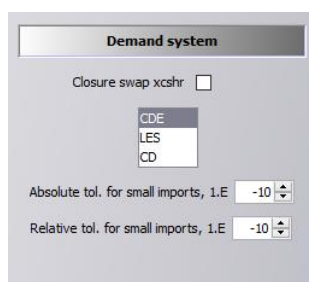 Demand system
Closure swap xcshr
CDE
LES
CD
Absolute tol. for small imports, 1.E -10
Relative tol. for small imports, 1.E -10